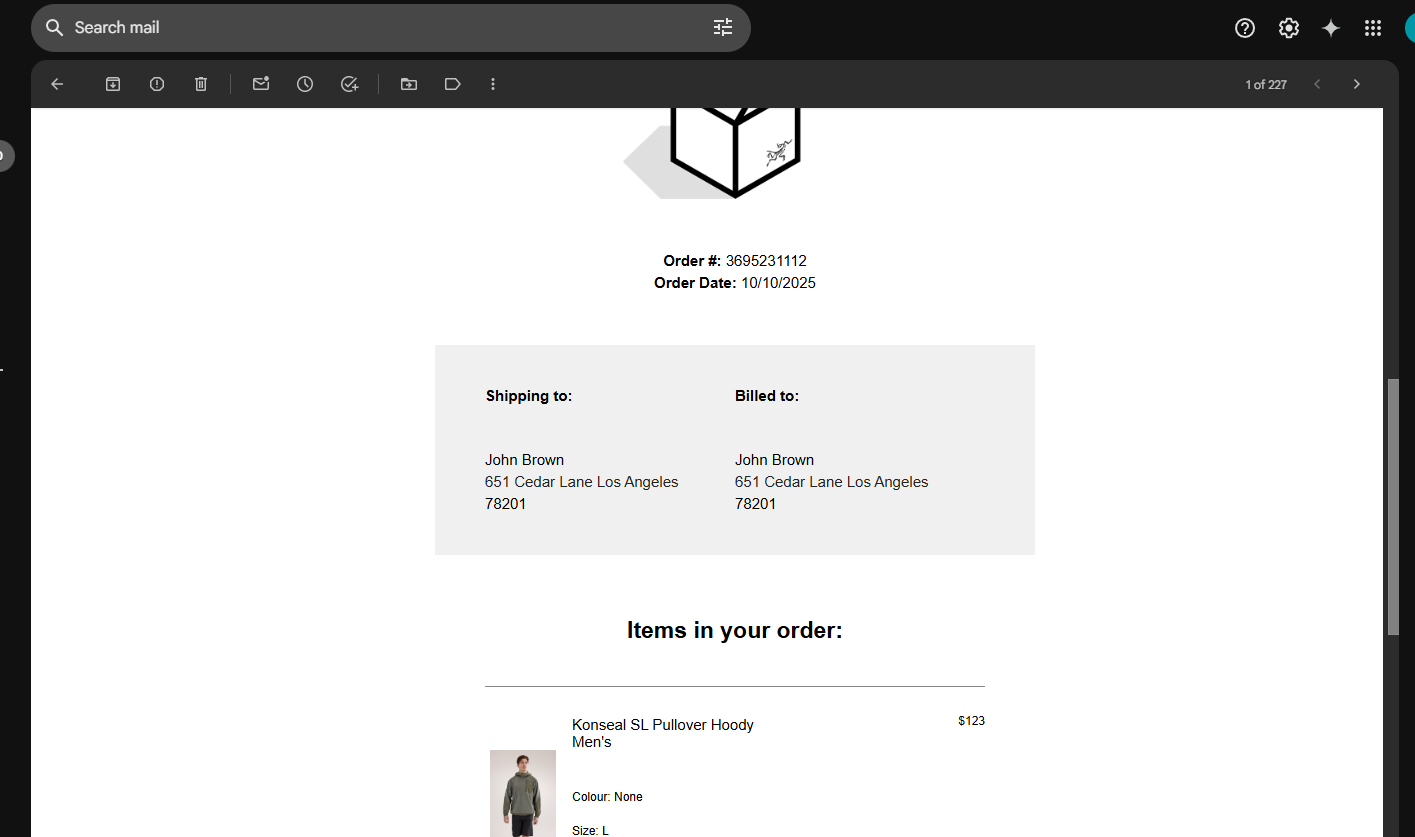 Search mail
1 of 227
Order #: 3695231112
Order Date: 10/10/2025
Shipping to:
John Brown
651 Cedar Lane Los Angeles
78201
Billed to:
John Brown
651 Cedar Lane Los Angeles
78201
Items in your order:
Konseal SL Pullover Hoody
Men's
$123
Colour: None
Size: L